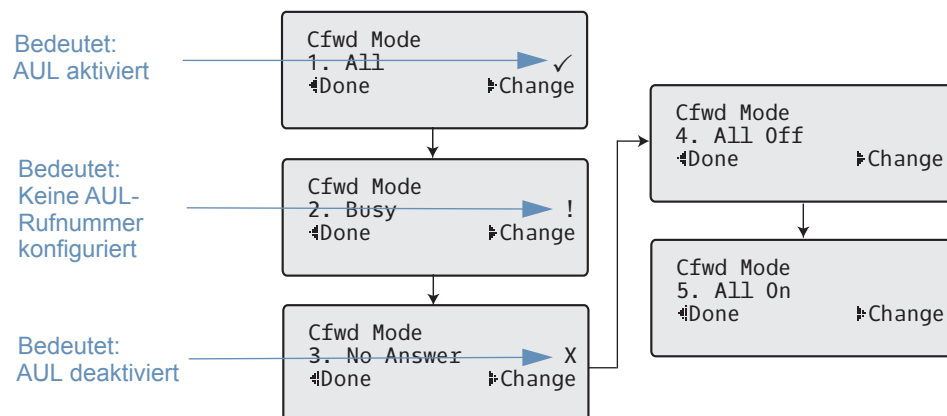 Bedeutet:
AUL aktiviert
Cfwd Mode
1. All ✓
◀Done ▶Change
Bedeutet:
Keine AUL-
Rufnummer
konfiguriert
Cfwd Mode
2. Busy !
◀Done ▶Change
Bedeutet:
AUL deaktiviert
Cfwd Mode
3. No Answer X
◀Done ▶Change
Cfwd Mode
4. All Off
◀Done ▶Change
Cfwd Mode
5. All On
◀Done ▶Change